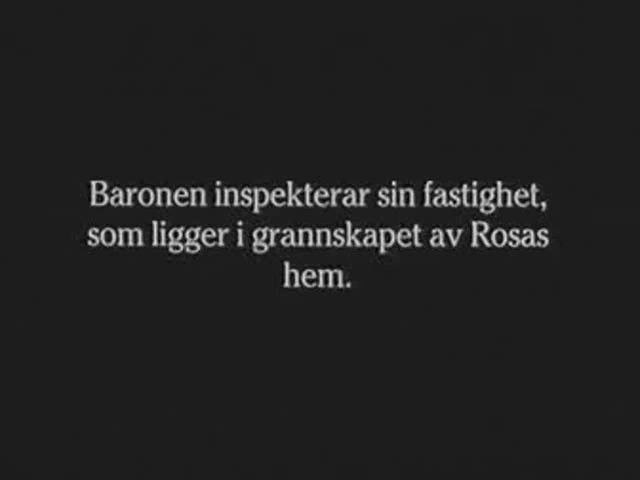 Baronen inspekterar sin fastighet,
som ligger i grannskapet av Rosas
hem.